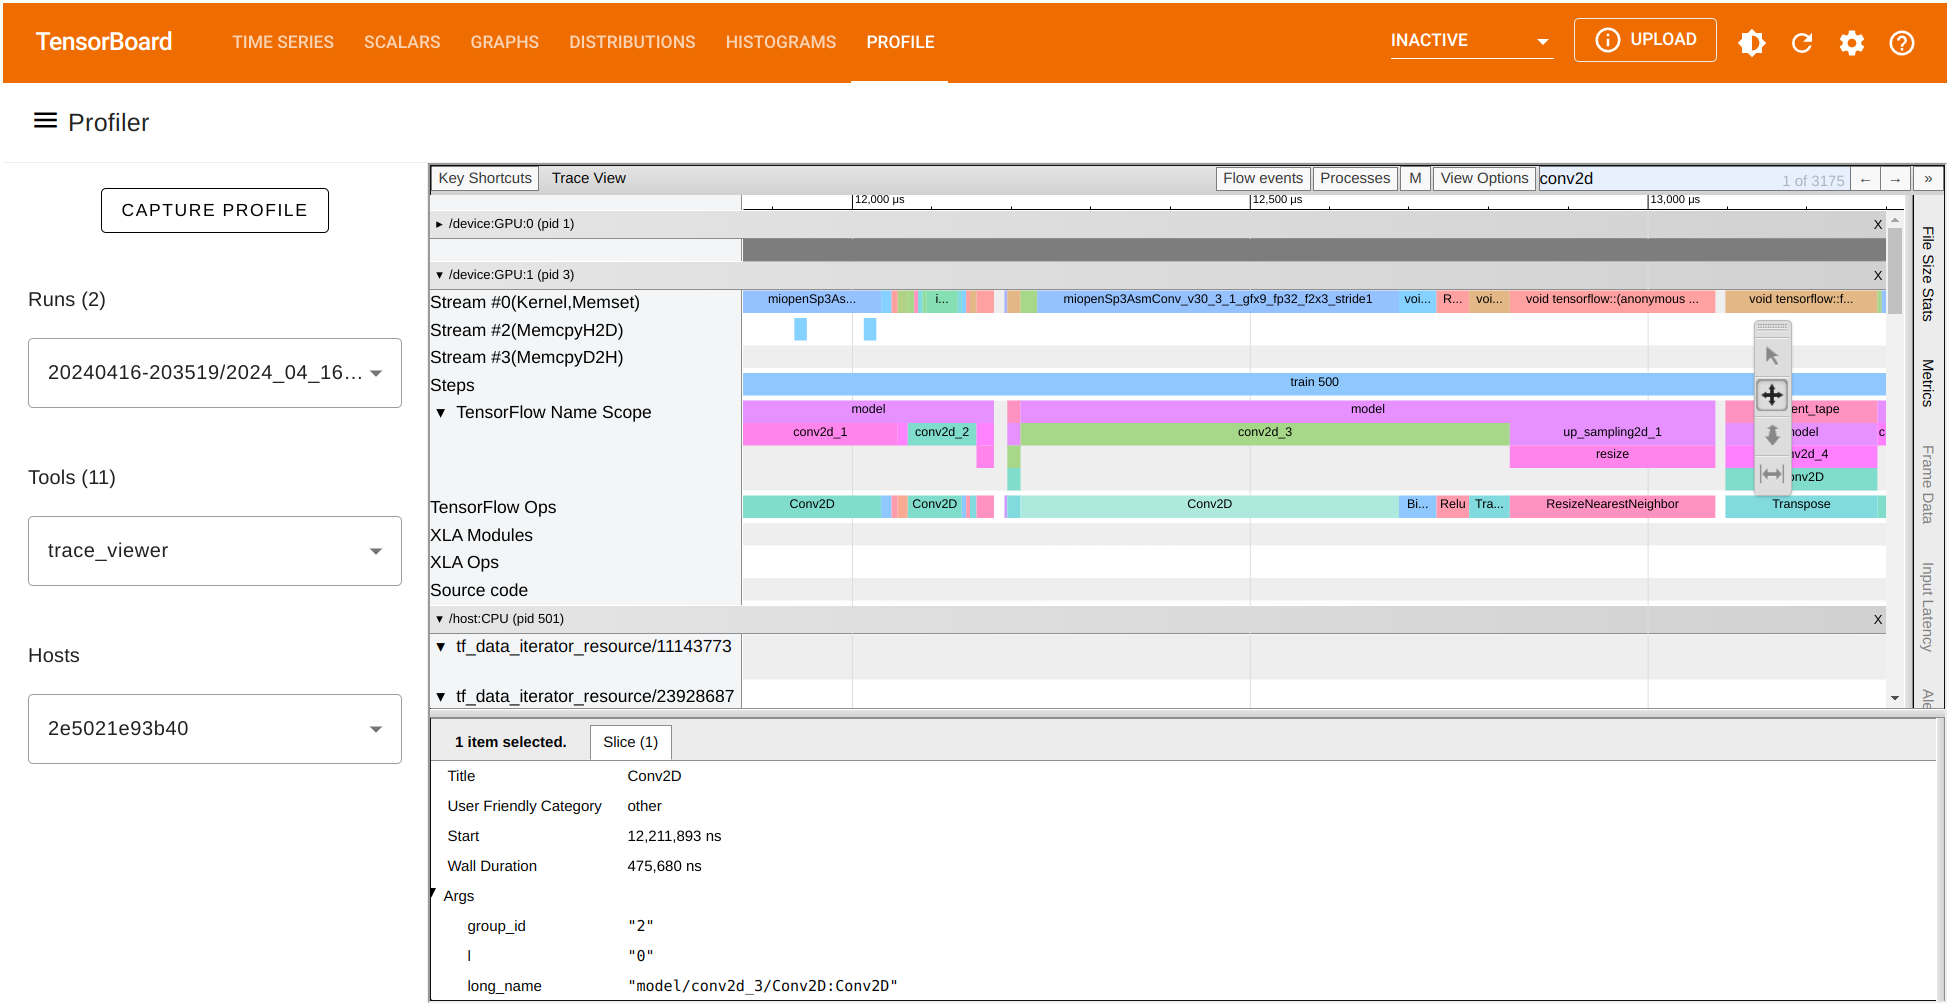 TensorBoard TIME SERIES SCALARS GRAPHS DISTRIBUTIONS HISTOGRAMS PROFILE INACTIVE UPLOAD
Profiler
CAPTURE PROFILE
Runs (2)
20240416-203519/2024_04_16...
Tools (11)
trace_viewer
Hosts
2e5021e93b40
Key Shortcuts Trace View Flow events Processes M View Options conv2d 1 of 3175 ← → »
12,000 μs 12,500 μs 13,000 μs
/device:GPU:0 (pid 1) X
/device:GPU:1 (pid 3) X
Stream #0(Kernel,Memset) miopenSp3As... i... miopenSp3AsmConv_v30_3_1_gfx9_fp32_f2x3_stride1 voi... R... voi... void tensorflow::(anonymous ... void tensorflow::f...
Stream #2(MemcpyH2D)
Stream #3(MemcpyD2H)
Steps train 500
TensorFlow Name Scope model model ent_tape
conv2d_1 conv2d_2 conv2d_3 up_sampling2d_1 odel c
resize nv2d_4
onv2D
TensorFlow Ops Conv2D Conv2D Conv2D Bi... Relu Tra... ResizeNearestNeighbor Transpose
XLA Modules
XLA Ops
Source code
/host:CPU (pid 501) X
tf_data_iterator_resource/11143773
tf_data_iterator_resource/23928687
File Size Stats
Metrics
Frame Data
Input Latency
Ale
1 item selected. Slice (1)
Title Conv2D
User Friendly Category other
Start 12,211,893 ns
Wall Duration 475,680 ns
Args
group_id "2"
l "0"
long_name "model/conv2d_3/Conv2D:Conv2D"